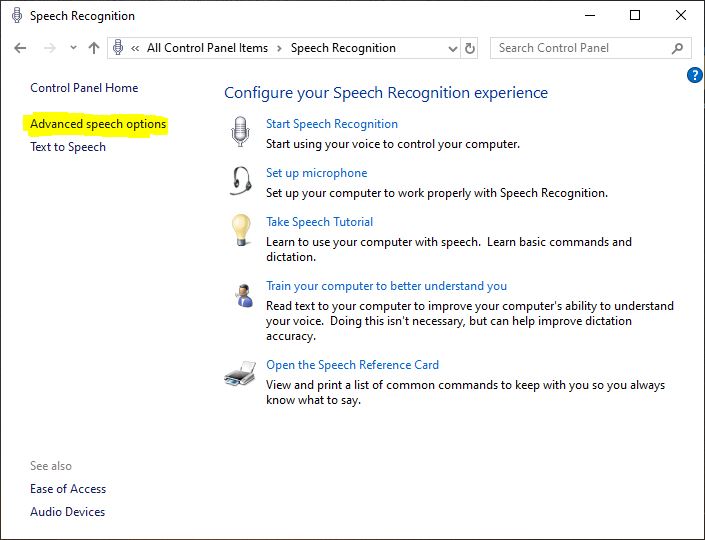 Speech Recognition
« All Control Panel Items > Speech Recognition
Search Control Panel
?
Control Panel Home
Advanced speech options
Text to Speech
Configure your Speech Recognition experience
Start Speech Recognition
Start using your voice to control your computer.
Set up microphone
Set up your computer to work properly with Speech Recognition.
Take Speech Tutorial
Learn to use your computer with speech.  Learn basic commands and
dictation.
Train your computer to better understand you
Read text to your computer to improve your computer's ability to understand
your voice.  Doing this isn't necessary, but can help improve dictation
accuracy.
Open the Speech Reference Card
View and print a list of common commands to keep with you so you always
know what to say.
See also
Ease of Access
Audio Devices